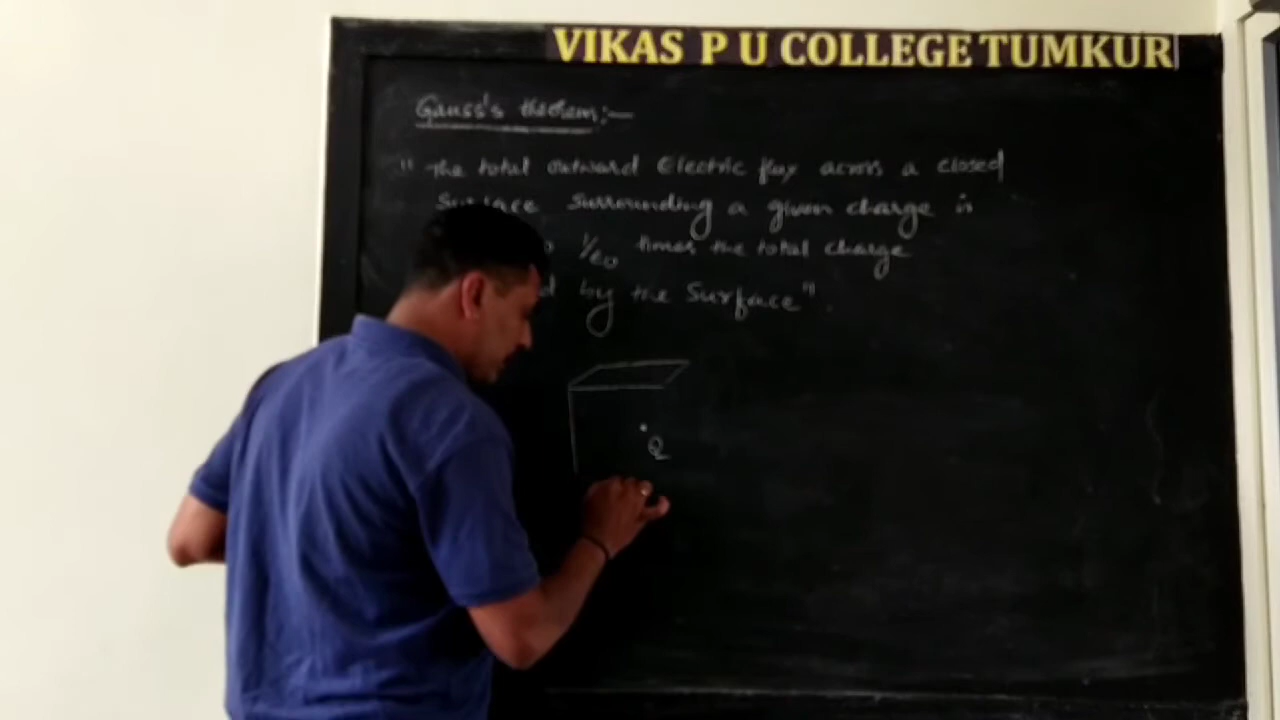 VIKAS P U COLLEGE TUMKUR
Gauss's theorem:-
" The total outward Electric flux across a closed
Surface surrounding a given charge is
1/ε0 times the total charge
by the Surface".
Q